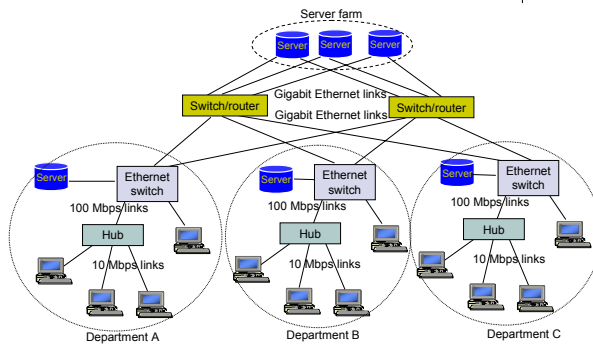 Server farm
Server
Server
Server
Gigabit Ethernet links
Switch/router
Switch/router
Gigabit Ethernet links
Server
Ethernet
switch
100 Mbps links
Hub
10 Mbps links
Department A
Server
Ethernet
switch
100 Mbps links
Hub
10 Mbps links
Department B
Server
Ethernet
switch
100 Mbps links
Hub
10 Mbps links
Department C